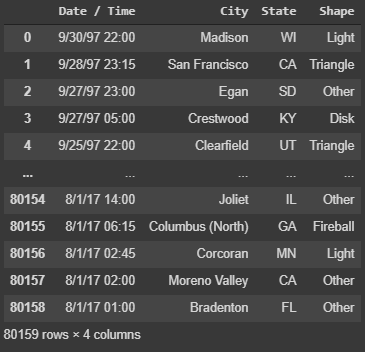 Date / Time City State Shape
0 9/30/97 22:00 Madison WI Light
1 9/28/97 23:15 San Francisco CA Triangle
2 9/27/97 23:00 Egan SD Other
3 9/27/97 05:00 Crestwood KY Disk
4 9/25/97 22:00 Clearfield UT Triangle
... ... ... ... ...
80154 8/1/17 14:00 Joliet IL Other
80155 8/1/17 06:15 Columbus (North) GA Fireball
80156 8/1/17 02:45 Corcoran MN Light
80157 8/1/17 02:00 Moreno Valley CA Other
80158 8/1/17 01:00 Bradenton FL Other
80159 rows × 4 columns